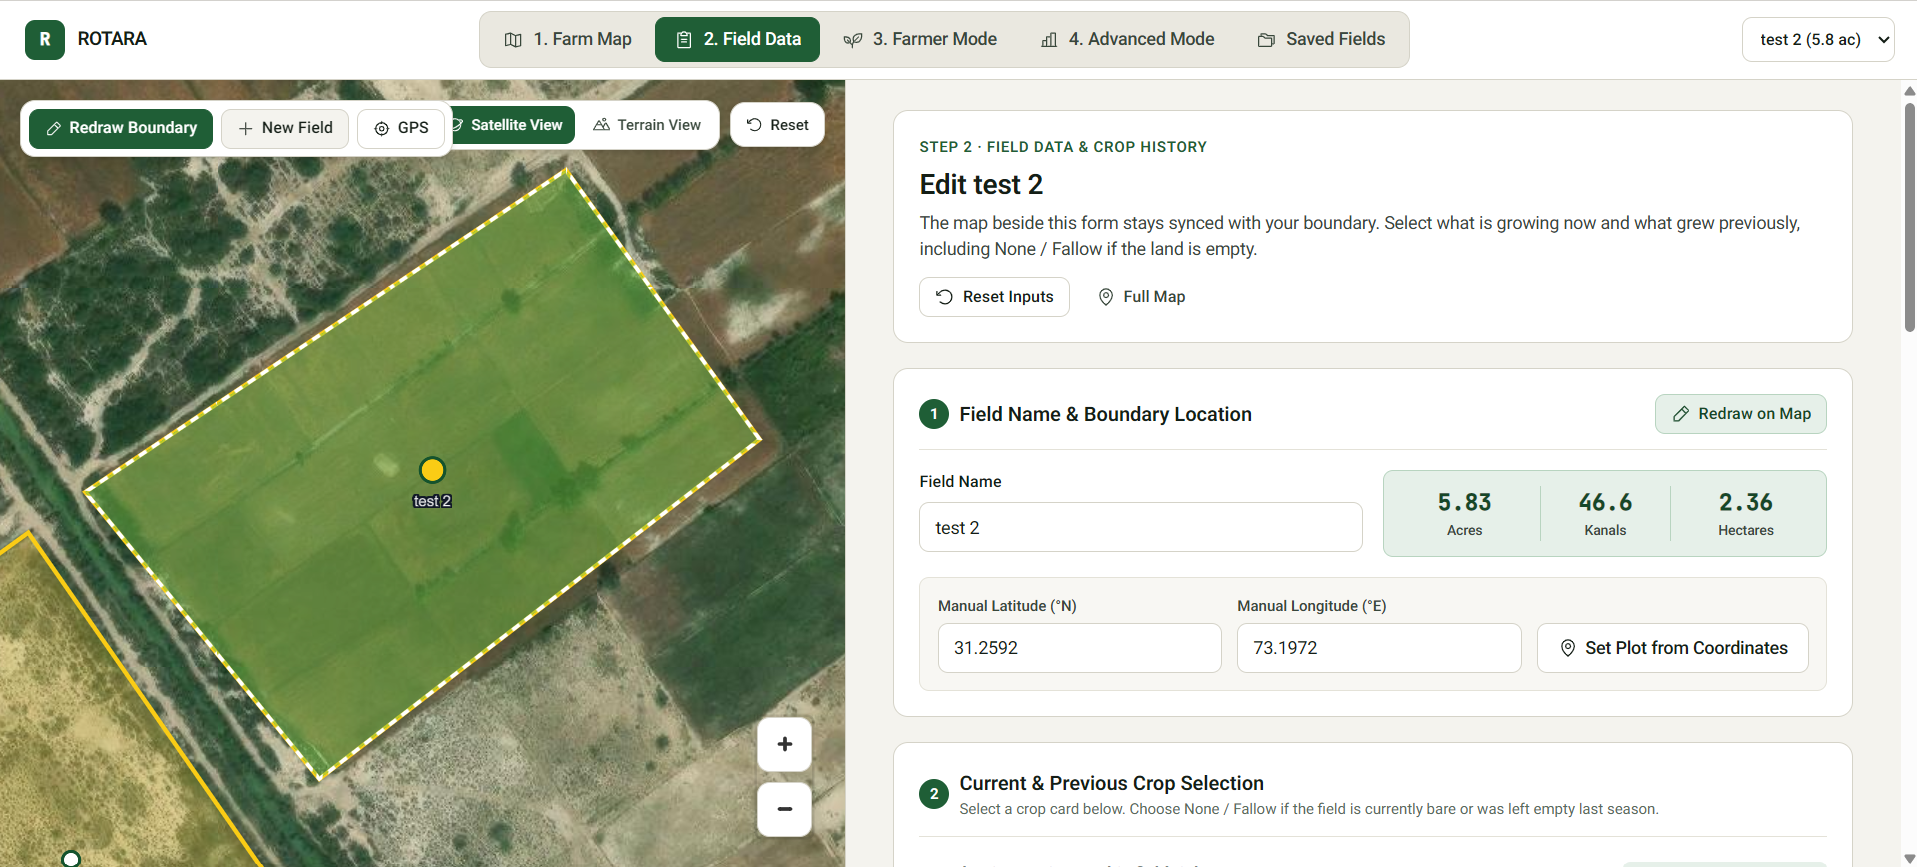 R
ROTARA
1. Farm Map
2. Field Data
3. Farmer Mode
4. Advanced Mode
Saved Fields
test 2 (5.8 ac)
Redraw Boundary
New Field
GPS
Satellite View
Terrain View
Reset
test 2
STEP 2 · FIELD DATA & CROP HISTORY
Edit test 2
The map beside this form stays synced with your boundary. Select what is growing now and what grew previously,
including None / Fallow if the land is empty.
Reset Inputs
Full Map
1
Field Name & Boundary Location
Redraw on Map
Field Name
test 2
5.83
Acres
46.6
Kanals
2.36
Hectares
Manual Latitude (°N)
31.2592
Manual Longitude (°E)
73.1972
Set Plot from Coordinates
2
Current & Previous Crop Selection
Select a crop card below. Choose None / Fallow if the field is currently bare or was left empty last season.